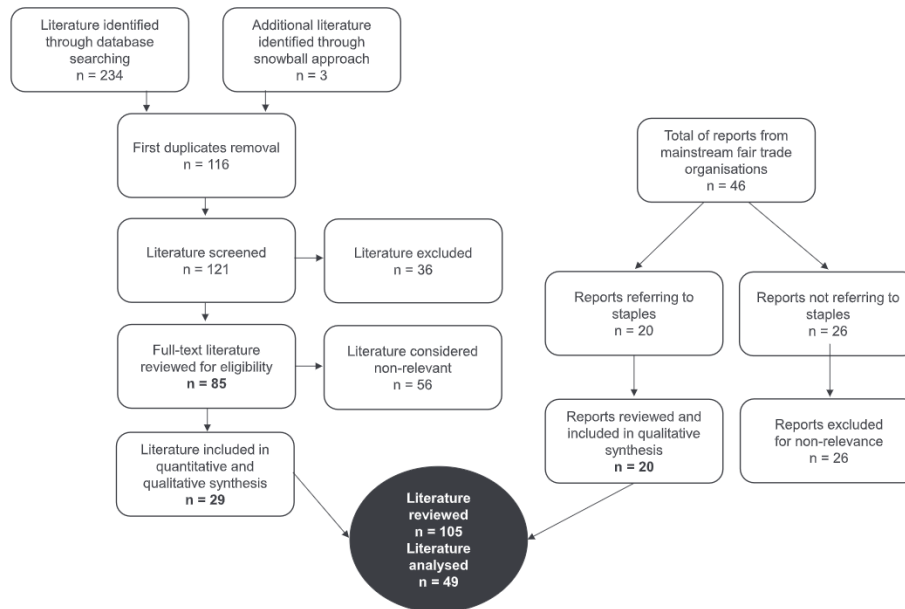 Literature identified
through database
searching
n = 234
Additional literature
identified through
snowball approach
n = 3
First duplicates removal
n = 116
Total of reports from
mainstream fair trade
organisations
n = 46
Literature screened
n = 121
Literature excluded
n = 36
Reports referring to
staples
n = 20
Reports not referring to
staples
n = 26
Full-text literature
reviewed for eligibility
n = 85
Literature considered
non-relevant
n = 56
Literature included in
quantitative and
qualitative synthesis
n = 29
Reports reviewed and
included in qualitative
synthesis
n = 20
Reports excluded
for non-relevance
n = 26
Literature
reviewed
n = 105
Literature
analysed
n = 49